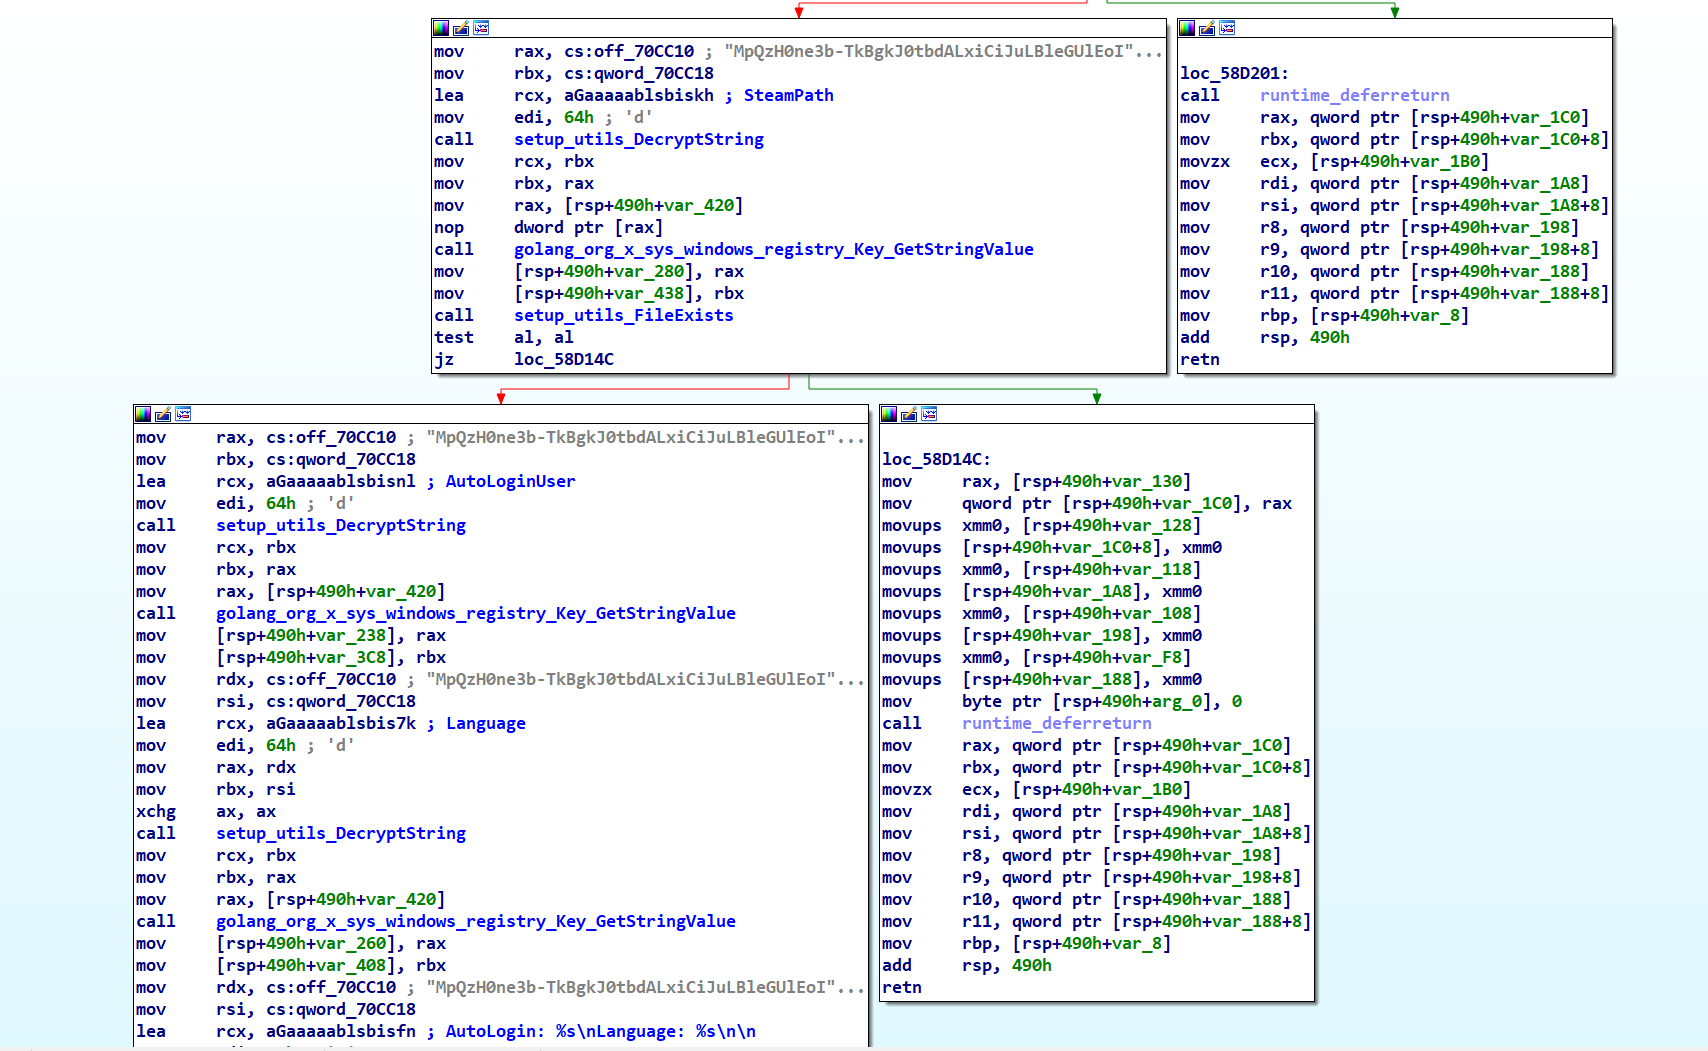 mov rax, cs:off_70CC10 ; "MpQzH0ne3b-TkBgkJ0tbdALxiCiJuLBleGUlEoI"...
mov rbx, cs:qword_70CC18
lea rcx, aGaaaaablsbiskh ; SteamPath
mov edi, 64h ; 'd'
call setup_utils_DecryptString
mov rcx, rbx
mov rbx, rax
mov rax, [rsp+490h+var_420]
nop dword ptr [rax]
call golang_org_x_sys_windows_registry_Key_GetStringValue
mov [rsp+490h+var_280], rax
mov [rsp+490h+var_438], rbx
call setup_utils_FileExists
test al, al
jz loc_58D14C
loc_58D201:
call runtime_deferreturn
mov rax, qword ptr [rsp+490h+var_1C0]
mov rbx, qword ptr [rsp+490h+var_1C0+8]
movzx ecx, [rsp+490h+var_1B0]
mov rdi, qword ptr [rsp+490h+var_1A8]
mov rsi, qword ptr [rsp+490h+var_1A8+8]
mov r8, qword ptr [rsp+490h+var_198]
mov r9, qword ptr [rsp+490h+var_198+8]
mov r10, qword ptr [rsp+490h+var_188]
mov r11, qword ptr [rsp+490h+var_188+8]
mov rbp, [rsp+490h+var_8]
add rsp, 490h
retn
mov rax, cs:off_70CC10 ; "MpQzH0ne3b-TkBgkJ0tbdALxiCiJuLBleGUlEoI"...
mov rbx, cs:qword_70CC18
lea rcx, aGaaaaablsbisnl ; AutoLoginUser
mov edi, 64h ; 'd'
call setup_utils_DecryptString
mov rcx, rbx
mov rbx, rax
mov rax, [rsp+490h+var_420]
call golang_org_x_sys_windows_registry_Key_GetStringValue
mov [rsp+490h+var_238], rax
mov [rsp+490h+var_3C8], rbx
mov rdx, cs:off_70CC10 ; "MpQzH0ne3b-TkBgkJ0tbdALxiCiJuLBleGUlEoI"...
mov rsi, cs:qword_70CC18
lea rcx, aGaaaaablsbis7k ; Language
mov edi, 64h ; 'd'
mov rax, rdx
mov rbx, rsi
xchg ax, ax
call setup_utils_DecryptString
mov rcx, rbx
mov rbx, rax
mov rax, [rsp+490h+var_420]
call golang_org_x_sys_windows_registry_Key_GetStringValue
mov [rsp+490h+var_260], rax
mov [rsp+490h+var_408], rbx
mov rdx, cs:off_70CC10 ; "MpQzH0ne3b-TkBgkJ0tbdALxiCiJuLBleGUlEoI"...
mov rsi, cs:qword_70CC18
lea rcx, aGaaaaablsbisfn ; AutoLogin: %s\nLanguage: %s\n\n
loc_58D14C:
mov rax, [rsp+490h+var_130]
mov qword ptr [rsp+490h+var_1C0], rax
movups xmm0, [rsp+490h+var_128]
movups [rsp+490h+var_1C0+8], xmm0
movups xmm0, [rsp+490h+var_118]
movups [rsp+490h+var_1A8], xmm0
movups xmm0, [rsp+490h+var_108]
movups [rsp+490h+var_198], xmm0
movups xmm0, [rsp+490h+var_F8]
movups [rsp+490h+var_188], xmm0
mov byte ptr [rsp+490h+arg_0], 0
call runtime_deferreturn
mov rax, qword ptr [rsp+490h+var_1C0]
mov rbx, qword ptr [rsp+490h+var_1C0+8]
movzx ecx, [rsp+490h+var_1B0]
mov rdi, qword ptr [rsp+490h+var_1A8]
mov rsi, qword ptr [rsp+490h+var_1A8+8]
mov r8, qword ptr [rsp+490h+var_198]
mov r9, qword ptr [rsp+490h+var_198+8]
mov r10, qword ptr [rsp+490h+var_188]
mov r11, qword ptr [rsp+490h+var_188+8]
mov rbp, [rsp+490h+var_8]
add rsp, 490h
retn